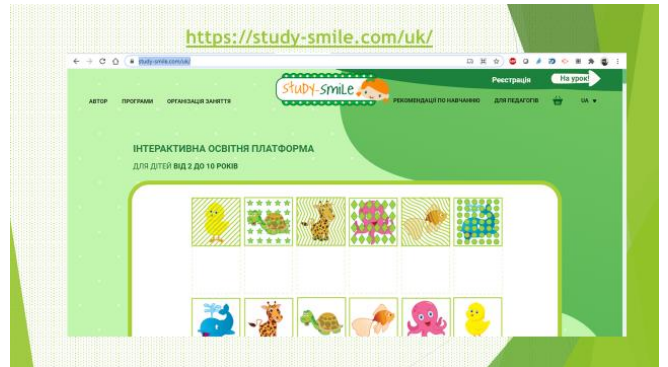 https://study-smile.com/uk/
study-smile.com/uk/
Реєстрація
На урок!
study-smile
АВТОР
ПРОГРАМИ
ОРГАНІЗАЦІЯ ЗАНЯТТЯ
РЕКОМЕНДАЦІЇ ПО НАВЧАННЮ
ДЛЯ ПЕДАГОГІВ
UA
ІНТЕРАКТИВНА ОСВІТНЯ ПЛАТФОРМА
ДЛЯ ДІТЕЙ ВІД 2 ДО 10 РОКІВ